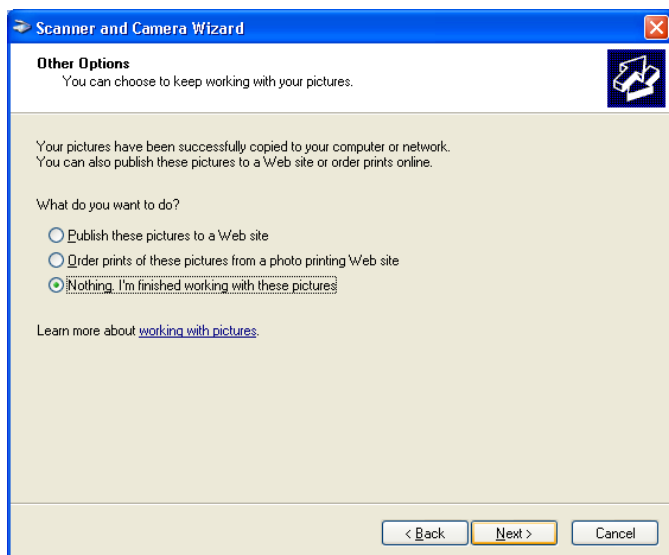 Scanner and Camera Wizard
Other Options
You can choose to keep working with your pictures.
Your pictures have been successfully copied to your computer or network.
You can also publish these pictures to a Web site or order prints online.
What do you want to do?
Publish these pictures to a Web site
Order prints of these pictures from a photo printing Web site
Nothing. I'm finished working with these pictures
Learn more about working with pictures.
< Back Next > Cancel